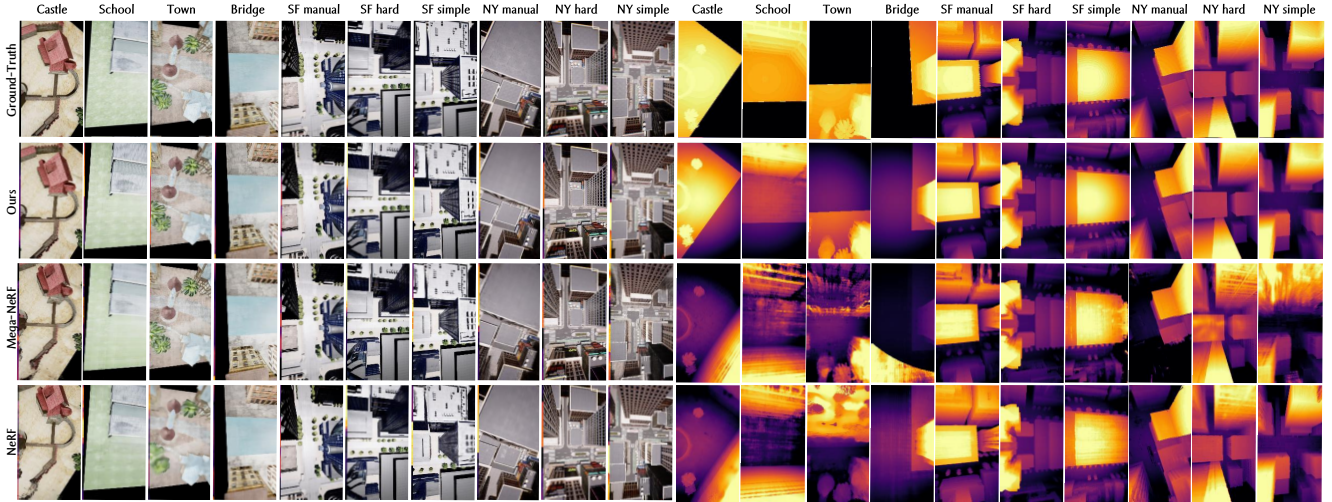 Castle School Town Bridge SF manual SF hard SF simple NY manual NY hard NY simple Castle School Town Bridge SF manual SF hard SF simple NY manual NY hard NY simple
Ground-Truth
Ours
Mega-NeRF
NeRF